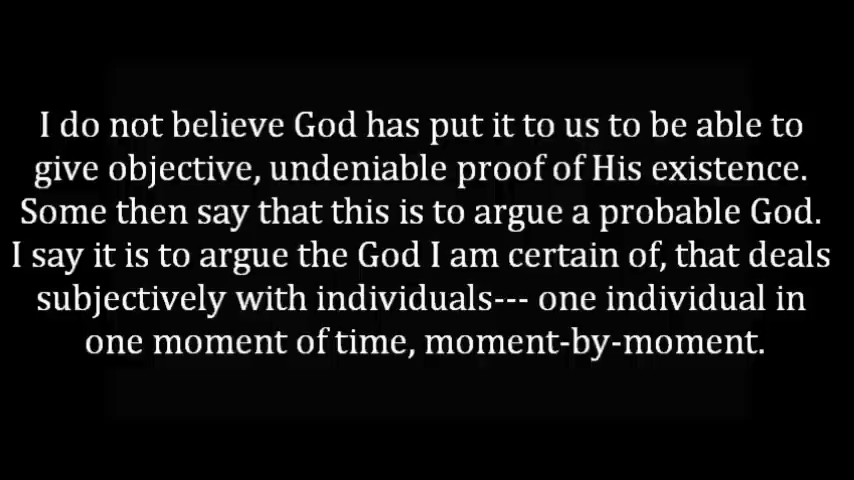 I do not believe God has put it to us to be able to
give objective, undeniable proof of His existence.
Some then say that this is to argue a probable God.
I say it is to argue the God I am certain of, that deals
subjectively with individuals--- one individual in
one moment of time, moment-by-moment.